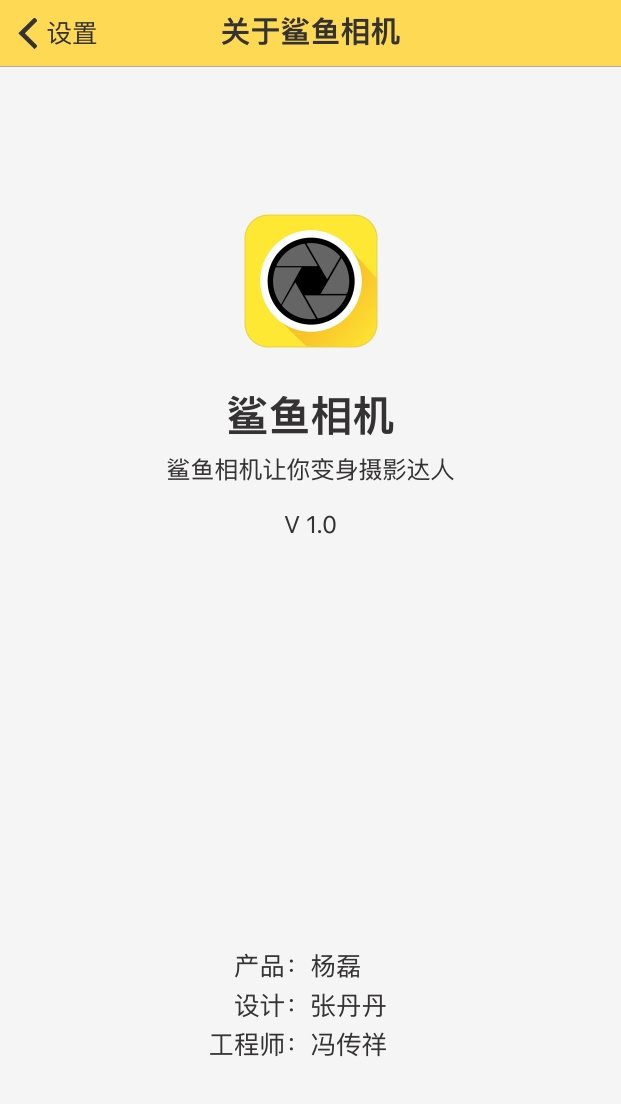 设置 关于鲨鱼相机
鲨鱼相机
鲨鱼相机让你变身摄影达人
V 1.0
产品：杨磊
设计：张丹丹
工程师：冯传祥